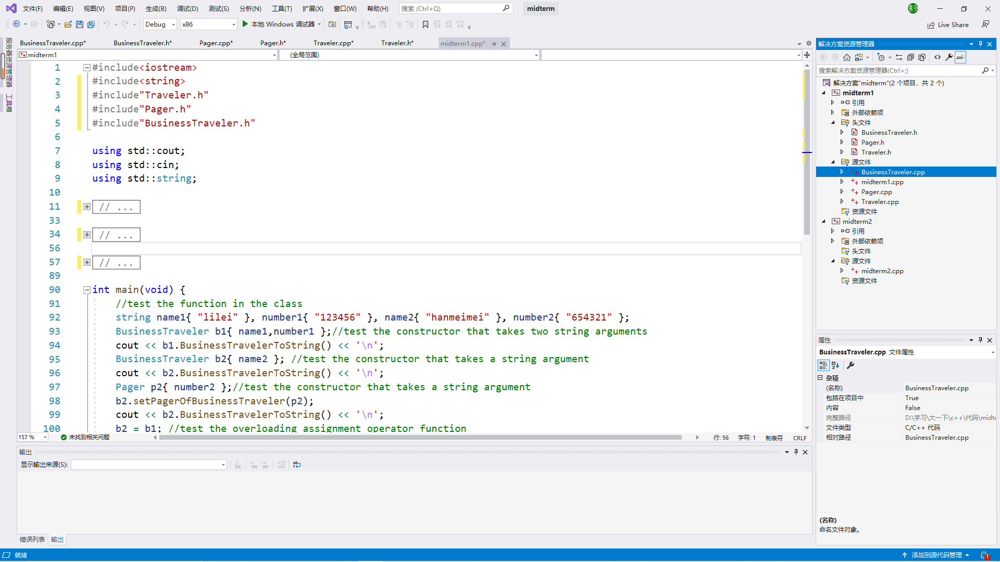 文件(F) 编辑(E) 视图(V) 项目(P) 生成(B) 调试(D) 测试(S) 分析(N) 工具(T) 扩展(X) 窗口(W) 帮助(H) 搜索 (Ctrl+Q) midterm
Debug x86 本地 Windows 调试器 Live Share
服务器资源管理器
工具箱
BusinessTraveler.cpp* BusinessTraveler.h* Pager.cpp* Pager.h* Traveler.cpp* Traveler.h* midterm1.cpp*
midterm1 (全局范围)
1 #include<iostream>
2 #include<string>
3 #include"Traveler.h"
4 #include"Pager.h"
5 #include"BusinessTraveler.h"
6
7 using std::cout;
8 using std::cin;
9 using std::string;
10
11 // ...
33
34 // ...
56
57 // ...
89
90 int main(void) {
91 //test the function in the class
92 string name1{ "lilei" }, number1{ "123456" }, name2{ "hanmeimei" }, number2{ "654321" };
93 BusinessTraveler b1{ name1,number1 };//test the constructor that takes two string arguments
94 cout << b1.BusinessTravelerToString() << '\n';
95 BusinessTraveler b2{ name2 }; //test the constructor that takes a string argument
96 cout << b2.BusinessTravelerToString() << '\n';
97 Pager p2{ number2 };//test the constructor that takes a string argument
98 b2.setPagerOfBusinessTraveler(p2);
99 cout << b2.BusinessTravelerToString() << '\n';
100 b2 = b1; //test the overloading assignment operator function
157 % 未找到相关问题 行: 56 字符: 1 制表符 CRLF
输出
显示输出来源(S):
错误列表 输出
解决方案资源管理器
搜索解决方案资源管理器(Ctrl+;)
解决方案"midterm"(2 个项目，共 2 个)
midterm1
引用
外部依赖项
头文件
BusinessTraveler.h
Pager.h
Traveler.h
源文件
BusinessTraveler.cpp
midterm1.cpp
Pager.cpp
Traveler.cpp
资源文件
midterm2
引用
外部依赖项
头文件
源文件
midterm2.cpp
资源文件
属性
BusinessTraveler.cpp 文件属性
杂项
(名称) BusinessTraveler.cpp
包括在项目中 True
内容 False
完整路径 D:\学习\大一下\c++\代码\midte
文件类型 C/C++ 代码
相对路径 BusinessTraveler.cpp
(名称)
命名文件对象。
就绪 添加到源代码管理 1